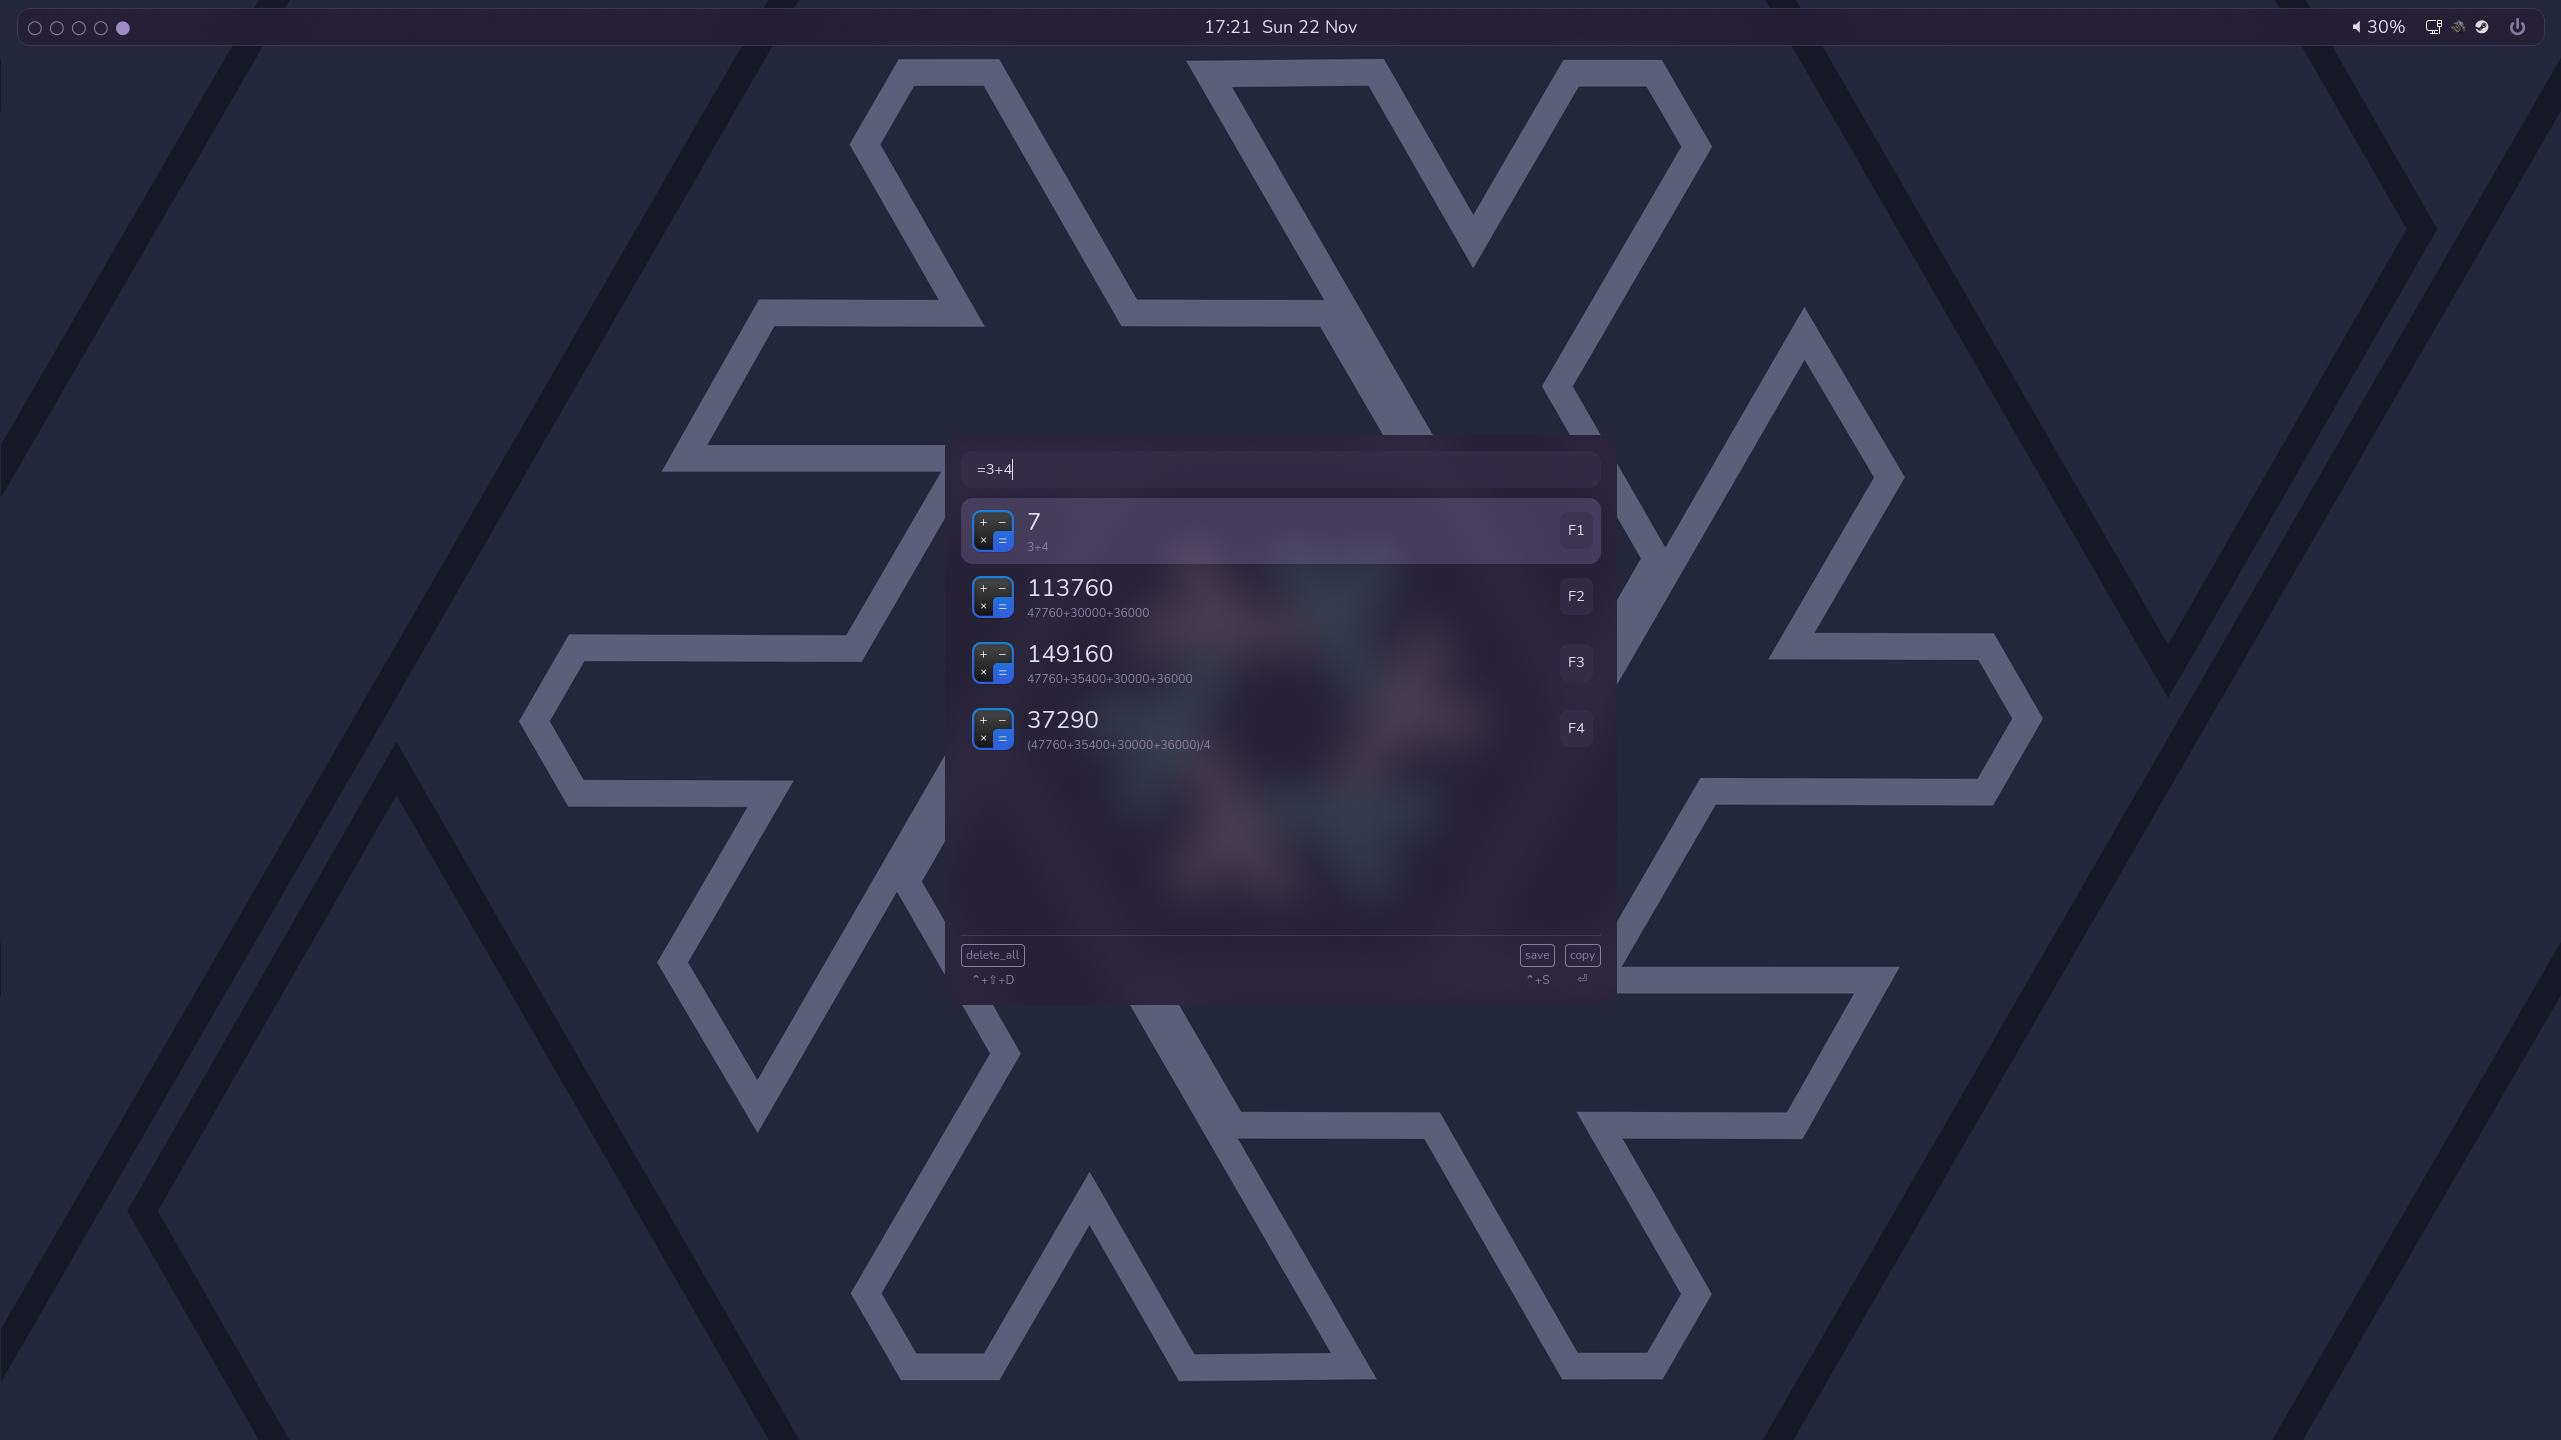 17:21 Sun 22 Nov
30%
=3+4
7
3+4
F1
113760
47760+30000+36000
F2
149160
47760+35400+30000+36000
F3
37290
(47760+35400+30000+36000)/4
F4
delete_all
⌃+⇧+D
save
⌃+S
copy
⏎